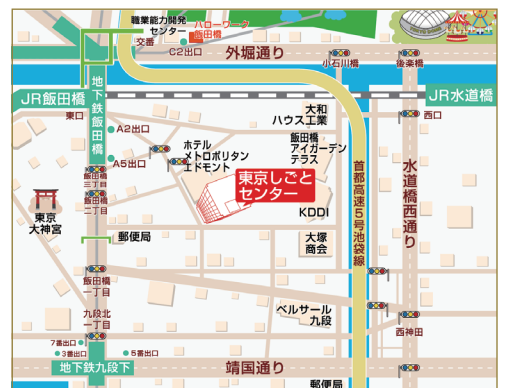 職業能力開発
センター
ハローワーク
飯田橋
交番
C2出口
外堀通り
小石川橋
後楽橋
JR飯田橋
JR水道橋
地下鉄飯田橋
東口
西口
A2出口
大和
ハウス工業
ホテル
メトロポリタン
エドモント
飯田橋
アイガーデン
テラス
A5出口
飯田橋
三丁目
東京しごと
センター
首都高速5号池袋線
水道橋西通り
飯田橋
二丁目
東京
大神宮
KDDI
郵便局
大塚
商会
飯田橋
一丁目
ベルサール
九段
九段北
一丁目
西神田
7番出口
3番出口
5番出口
地下鉄九段下
靖国通り
郵便局